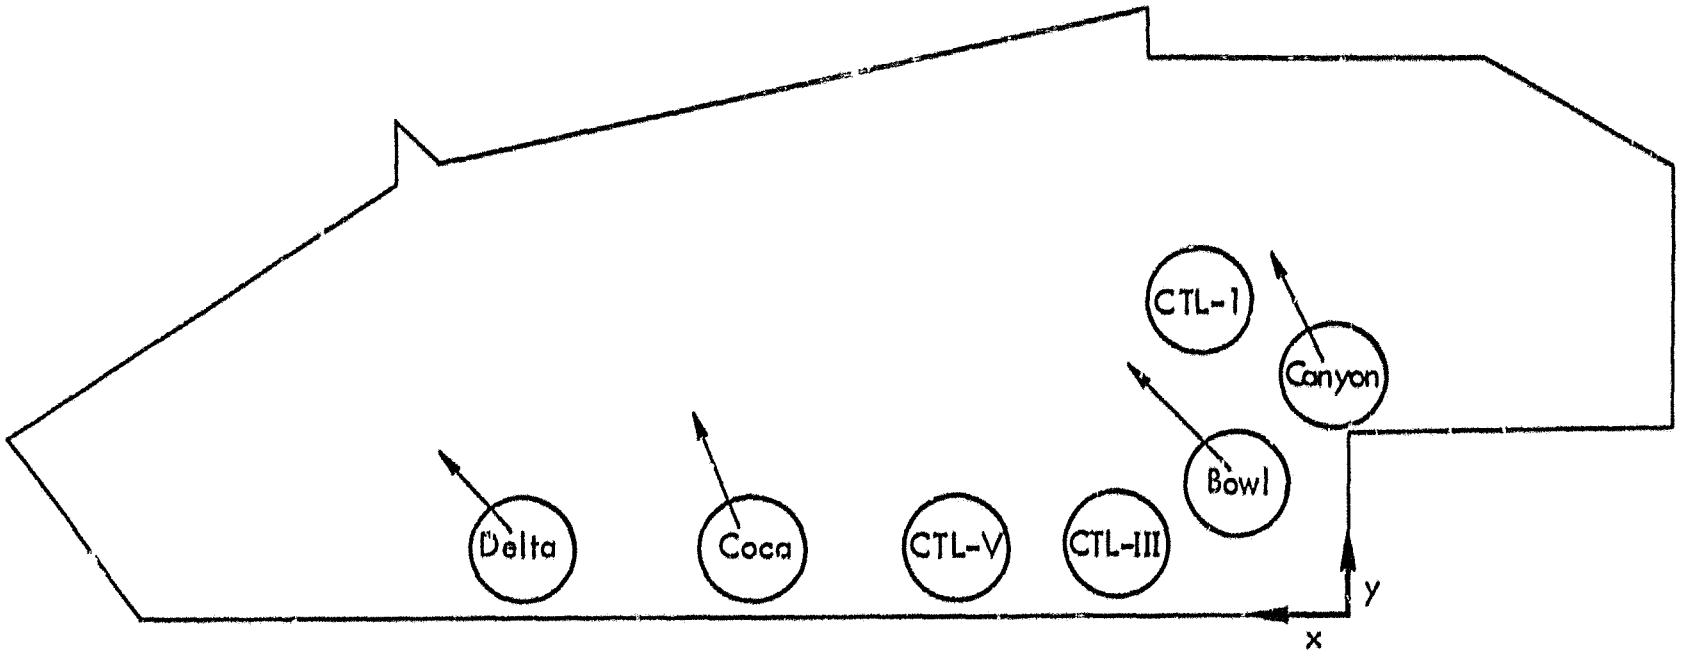 CTL-1
Canyon
Bowl
Delta
Coca
CTL-V
CTL-III
y
x